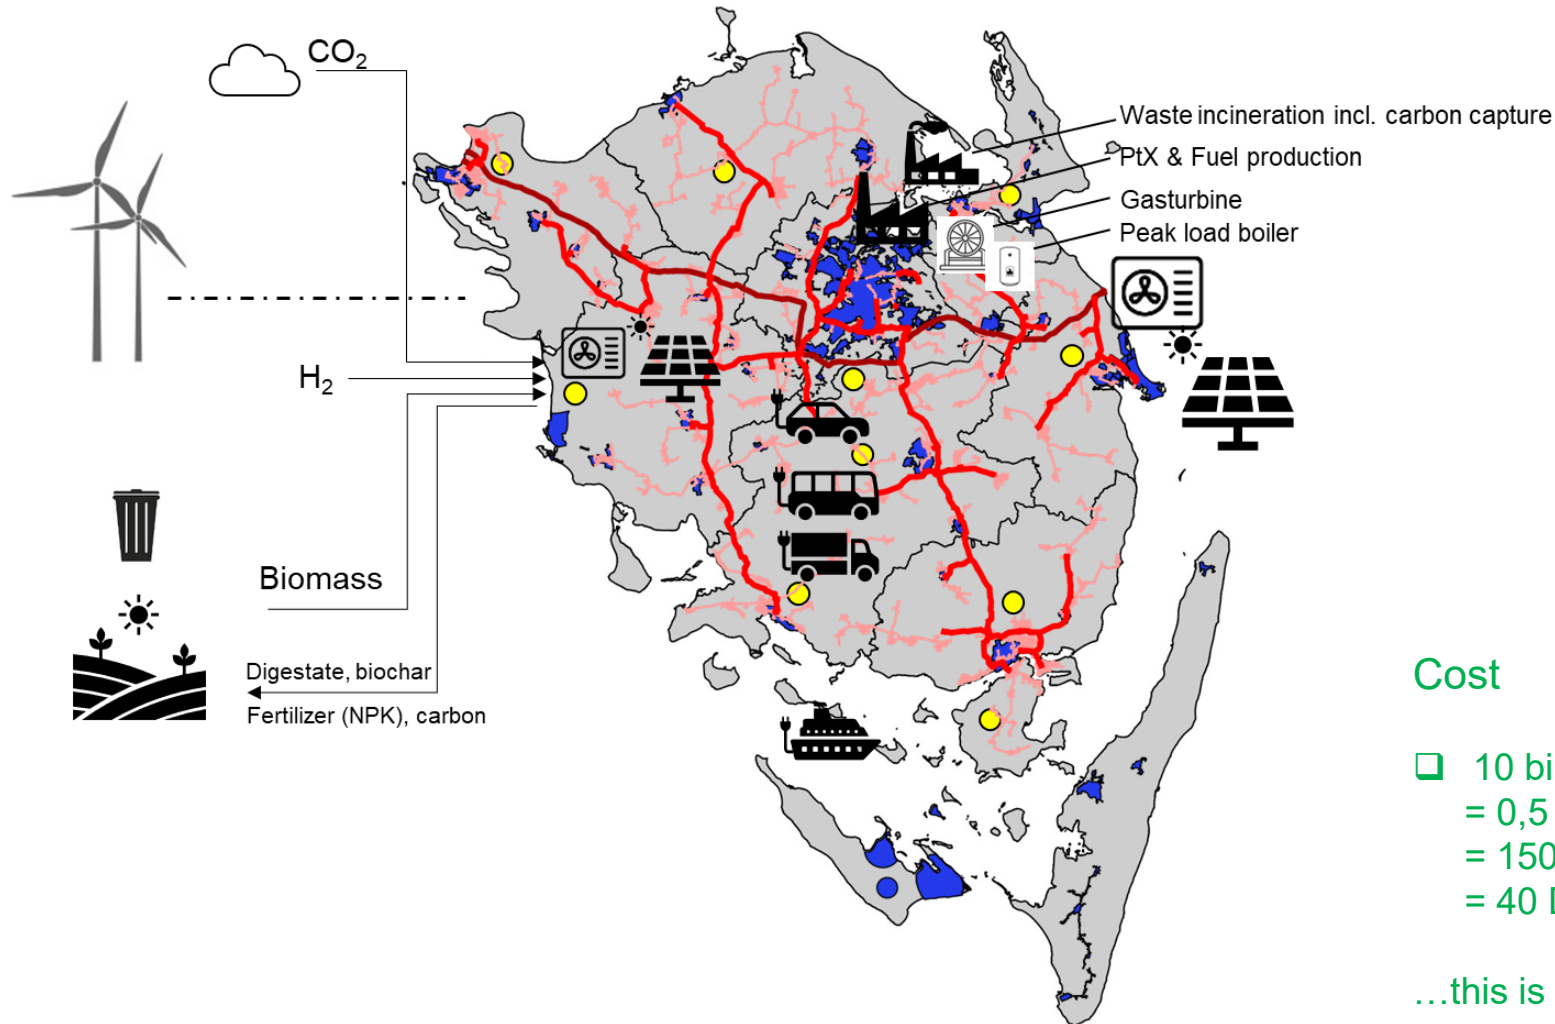 CO₂
Waste incineration incl. carbon capture
PtX & Fuel production
Gasturbine
Peak load boiler
H₂
Biomass
Digestate, biochar
Fertilizer (NPK), carbon
Cost
❑ 10 bi
= 0,5
= 150
= 40
...this is